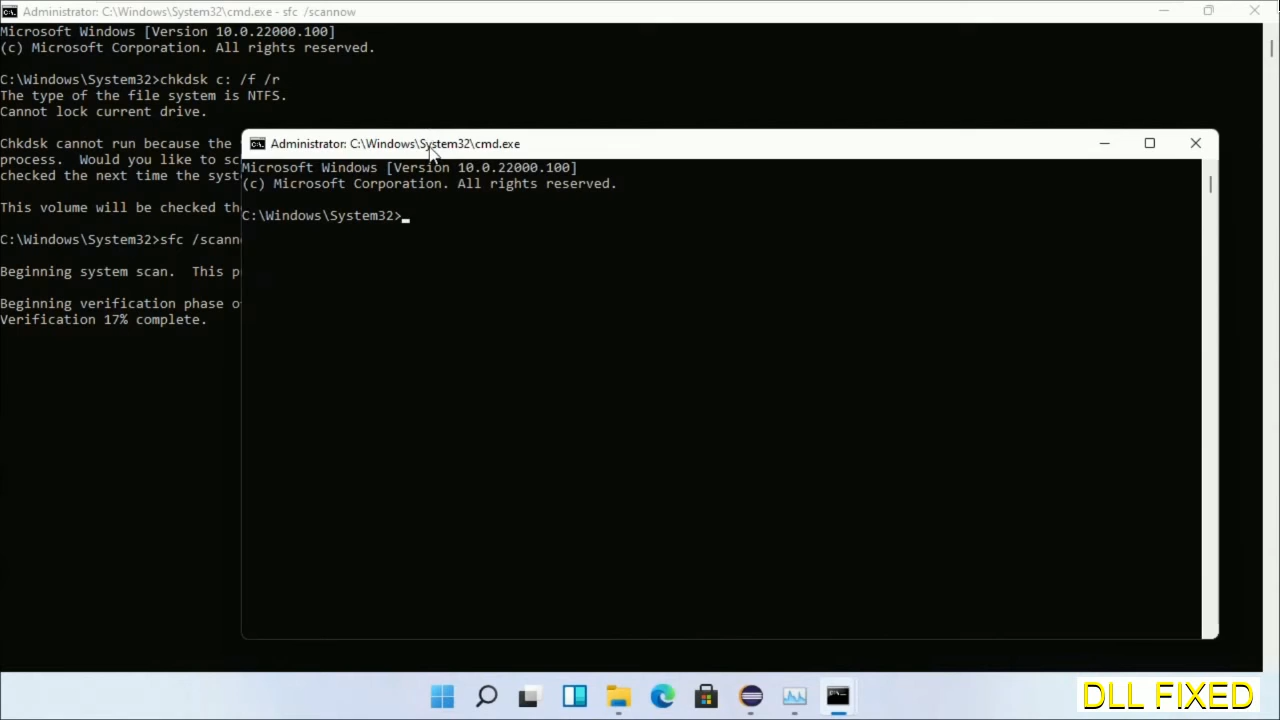 Administrator: C:\Windows\System32\cmd.exe - sfc /scannow
Microsoft Windows [Version 10.0.22000.100]
(c) Microsoft Corporation. All rights reserved.
C:\Windows\System32>chkdsk c: /f /r
The type of the file system is NTFS.
Cannot lock current drive.
Chkdsk cannot run because the
process. Would you like to sc
checked the next time the syst
This volume will be checked th
C:\Windows\System32>sfc /scann
Beginning system scan. This p
Beginning verification phase o
Verification 17% complete.
Administrator: C:\Windows\System32\cmd.exe
Microsoft Windows [Version 10.0.22000.100]
(c) Microsoft Corporation. All rights reserved.
C:\Windows\System32>
DLL FIXED